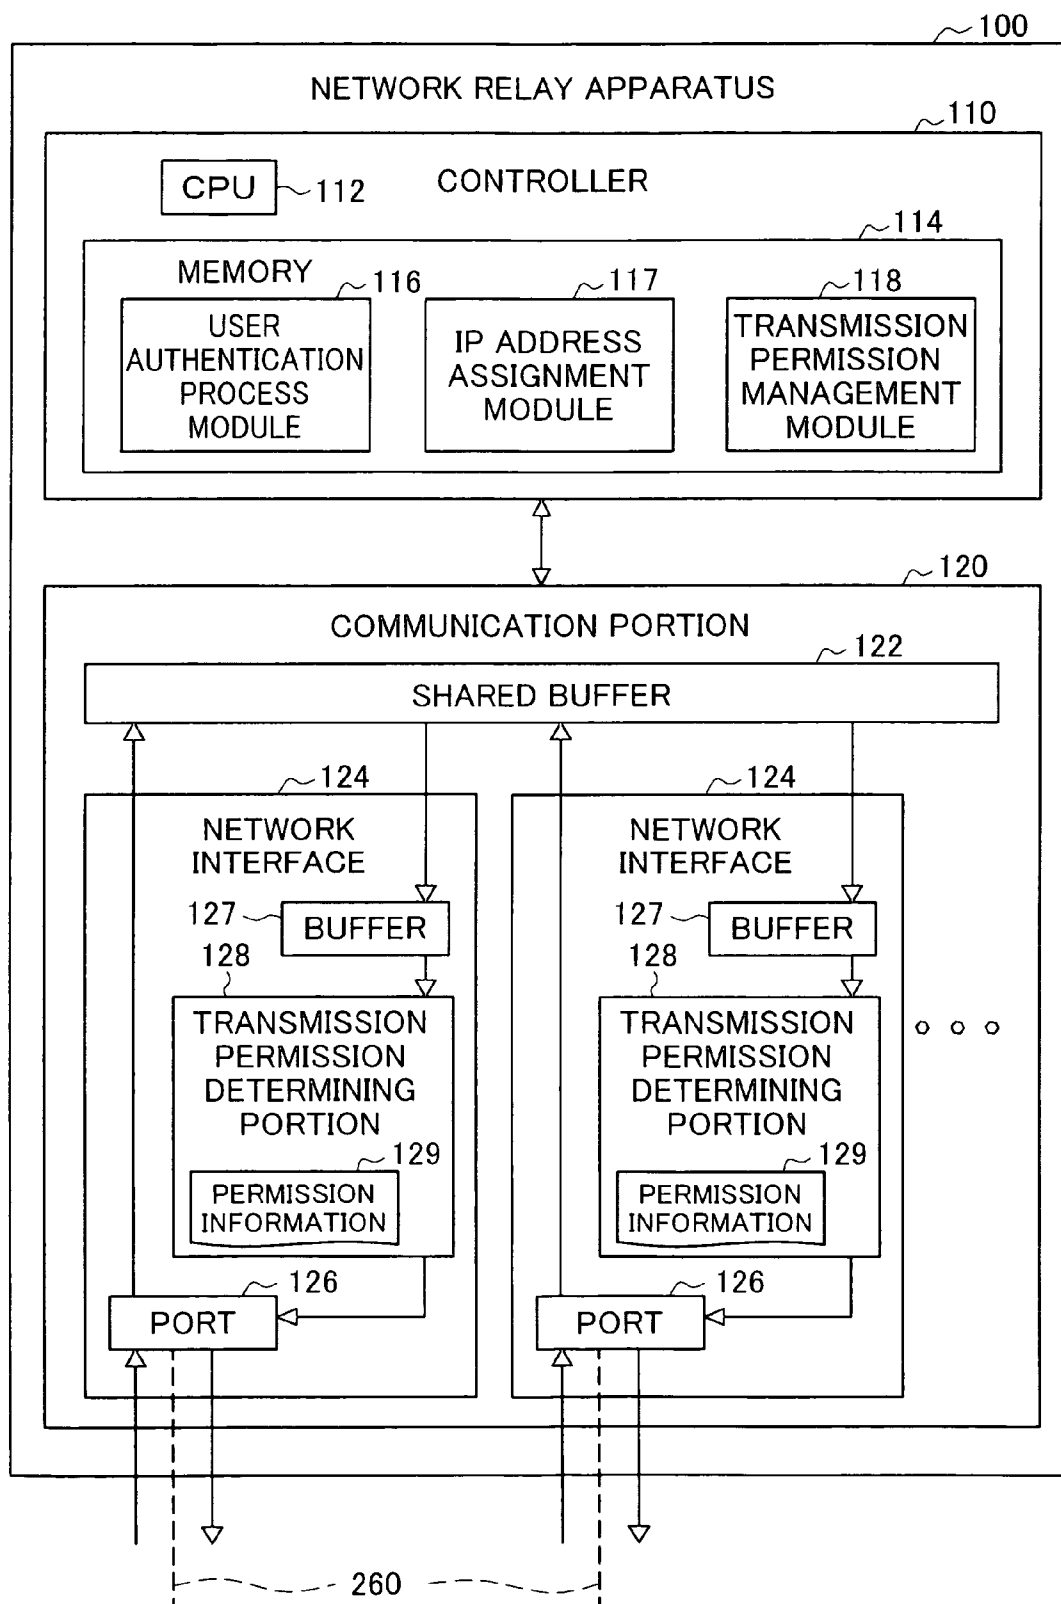 100
NETWORK RELAY APPARATUS
110
CPU
112
CONTROLLER
114
MEMORY
116
117
118
USER
AUTHENTICATION
PROCESS
MODULE
IP ADDRESS
ASSIGNMENT
MODULE
TRANSMISSION
PERMISSION
MANAGEMENT
MODULE
120
COMMUNICATION PORTION
122
SHARED BUFFER
124
124
NETWORK
INTERFACE
NETWORK
INTERFACE
127
BUFFER
127
BUFFER
128
128
TRANSMISSION
PERMISSION
DETERMINING
PORTION
TRANSMISSION
PERMISSION
DETERMINING
PORTION
129
129
PERMISSION
INFORMATION
PERMISSION
INFORMATION
126
126
PORT
PORT
260